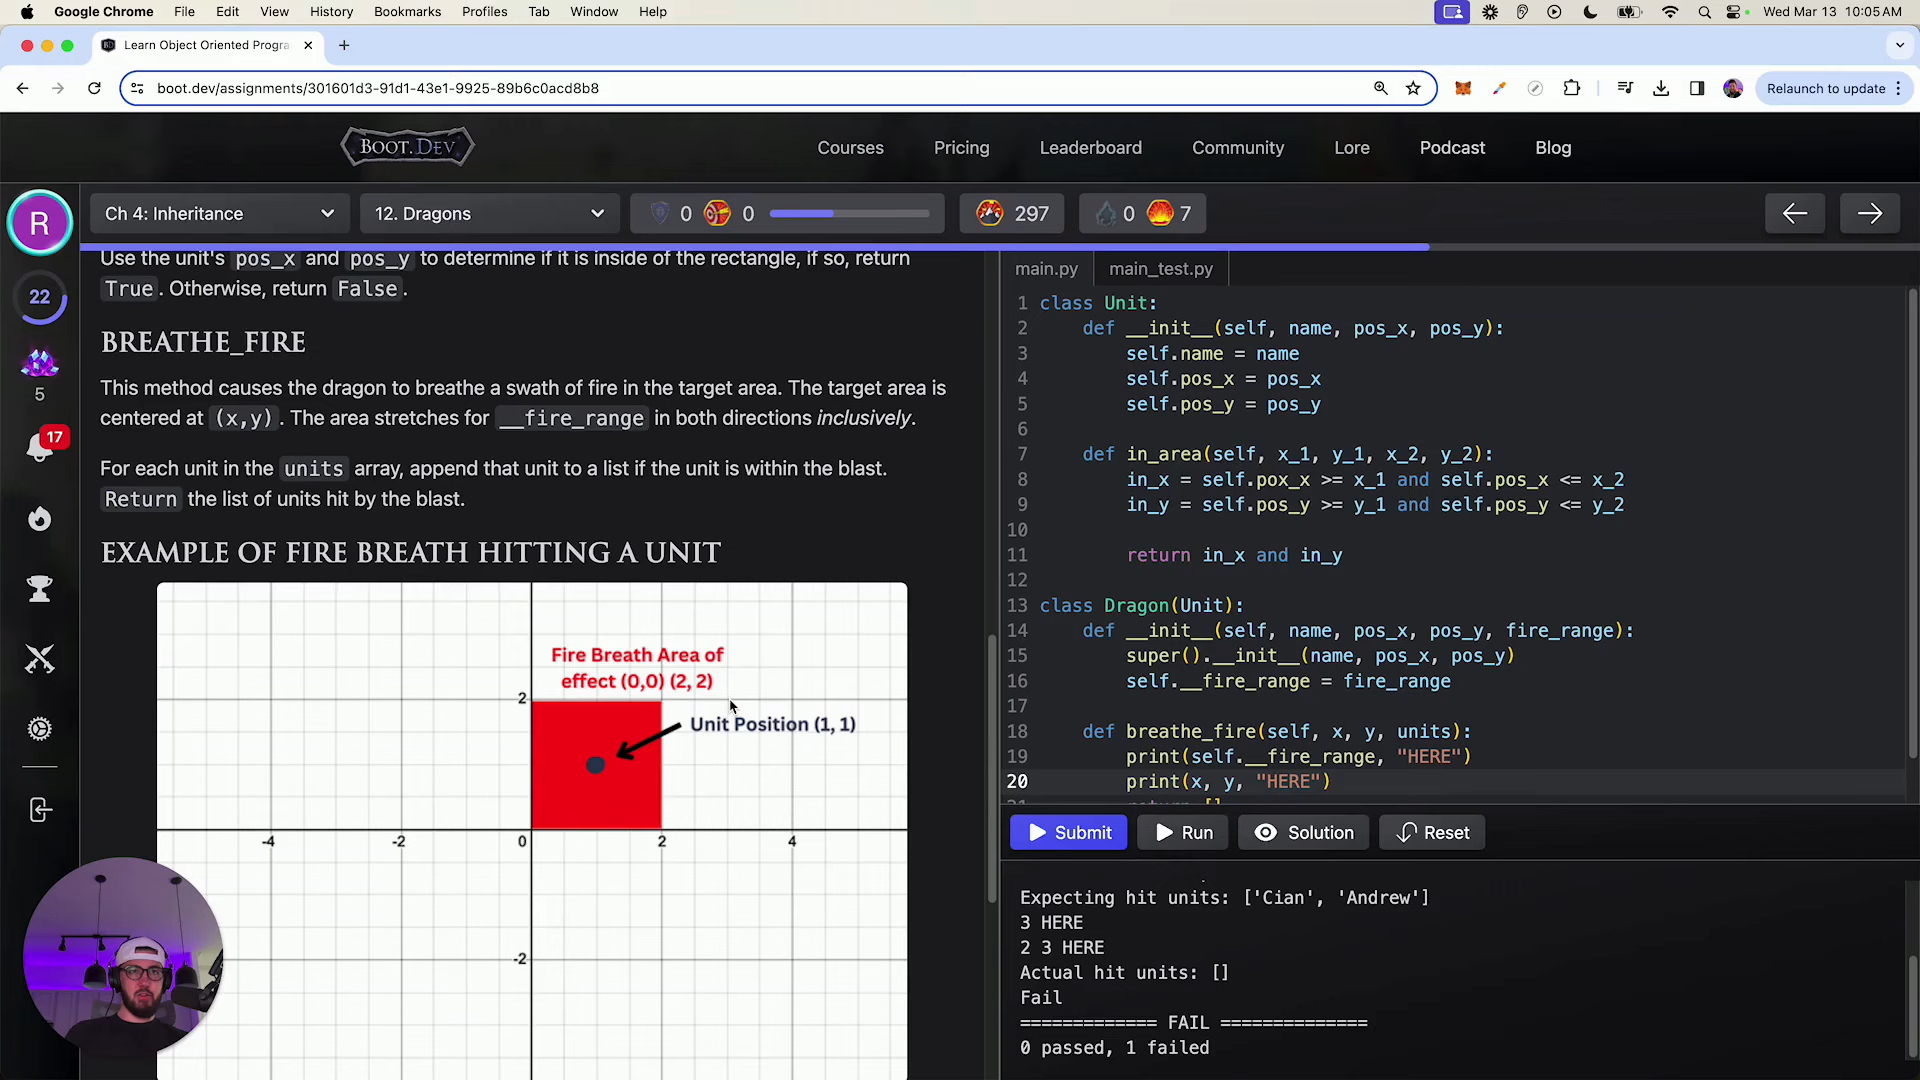 Google Chrome File Edit View History Bookmarks Profiles Tab Window Help Wed Mar 13 10:05 AM
Learn Object Oriented Progra
boot.dev/assignments/301601d3-91d1-43e1-9925-89b6c0acd8b8 Relaunch to update
BOOT.DEV Courses Pricing Leaderboard Community Lore Podcast Blog
R Ch 4: Inheritance 12. Dragons 0 0 297 0 7
22
5
17
Use the unit's pos_x and pos_y to determine if it is inside of the rectangle, if so, return
True. Otherwise, return False.
BREATHE_FIRE
This method causes the dragon to breathe a swath of fire in the target area. The target area is
centered at (x,y). The area stretches for __fire_range in both directions inclusively.
For each unit in the units array, append that unit to a list if the unit is within the blast.
Return the list of units hit by the blast.
EXAMPLE OF FIRE BREATH HITTING A UNIT
Fire Breath Area of
effect (0,0) (2, 2)
2
Unit Position (1, 1)
-4 -2 0 2 4
-2
main.py main_test.py
1 class Unit:
2 def __init__(self, name, pos_x, pos_y):
3 self.name = name
4 self.pos_x = pos_x
5 self.pos_y = pos_y
6
7 def in_area(self, x_1, y_1, x_2, y_2):
8 in_x = self.pox_x >= x_1 and self.pos_x <= x_2
9 in_y = self.pos_y >= y_1 and self.pos_y <= y_2
10
11 return in_x and in_y
12
13 class Dragon(Unit):
14 def __init__(self, name, pos_x, pos_y, fire_range):
15 super().__init__(name, pos_x, pos_y)
16 self.__fire_range = fire_range
17
18 def breathe_fire(self, x, y, units):
19 print(self.__fire_range, "HERE")
20 print(x, y, "HERE")
Submit Run Solution Reset
Expecting hit units: ['Cian', 'Andrew']
3 HERE
2 3 HERE
Actual hit units: []
Fail
============= FAIL ==============
0 passed, 1 failed